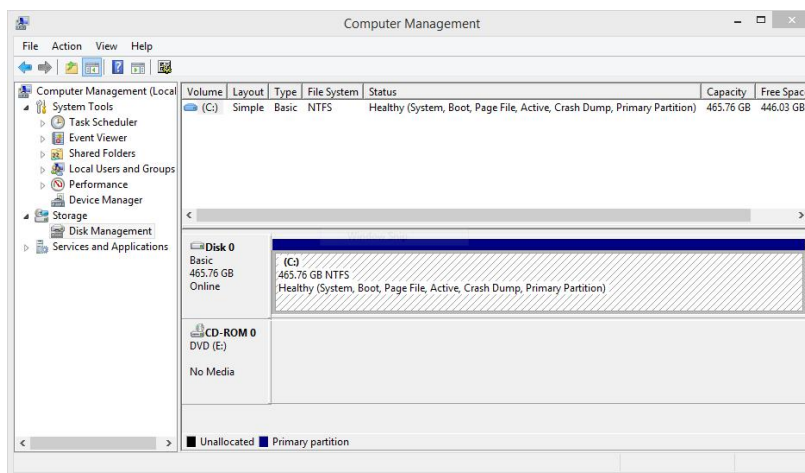 Computer Management
File Action View Help
Computer Management (Local
System Tools
Task Scheduler
Event Viewer
Shared Folders
Local Users and Groups
Performance
Device Manager
Storage
Disk Management
Services and Applications
Volume Layout Type File System Status Capacity Free Spac
(C:) Simple Basic NTFS Healthy (System, Boot, Page File, Active, Crash Dump, Primary Partition) 465.76 GB 446.03 GB
Disk 0
Basic
465.76 GB
Online
(C:)
465.76 GB NTFS
Healthy (System, Boot, Page File, Active, Crash Dump, Primary Partition)
CD-ROM 0
DVD (E:)
No Media
Unallocated Primary partition